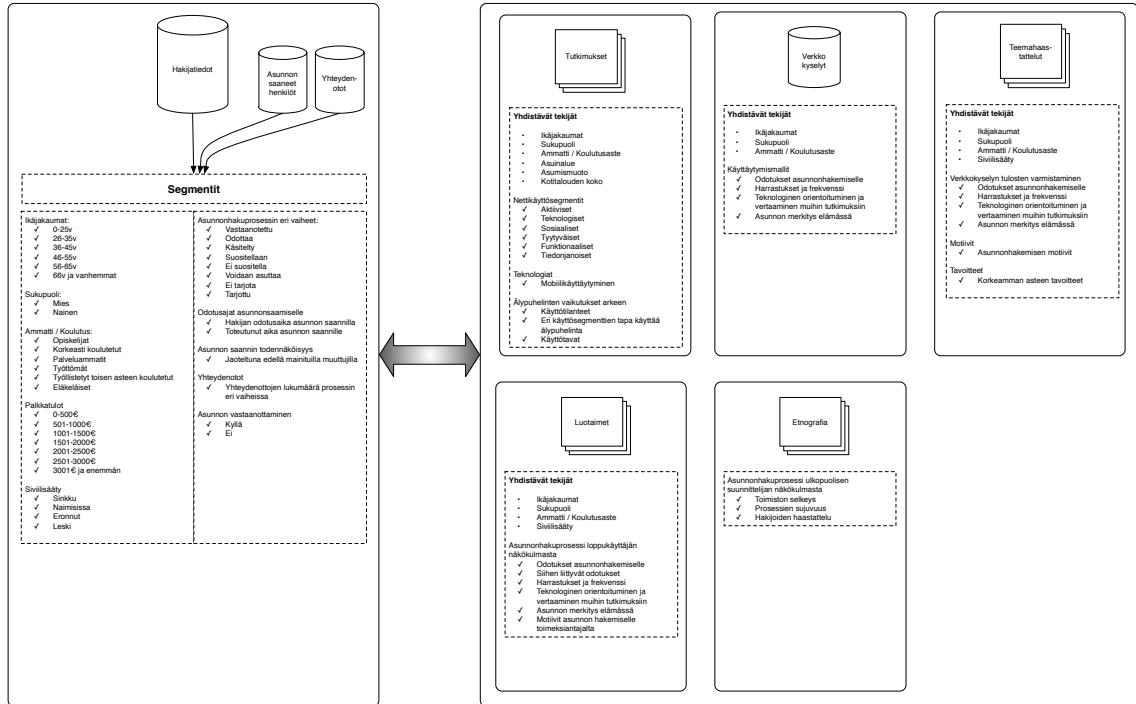 Hakijatiedot
Asunnon
saaneet
henkilöt
Yhteyden-
otot
Segmentit
Ikäjakaumat:
✓ 0-25v
✓ 26-35v
✓ 36-45v
✓ 46-55v
✓ 56-65v
✓ 66v ja vanhemmat
Sukupuoli:
✓ Mies
✓ Nainen
Ammatti / Koulutus:
✓ Opiskelijat
✓ Korkeasti koulutetut
✓ Palveluammatit
✓ Työttömät
✓ Työllistetyt toisen asteen koulutetut
✓ Eläkeläiset
Palkkatulot
✓ 0-500€
✓ 501-1000€
✓ 1001-1500€
✓ 1501-2000€
✓ 2001-2500€
✓ 2501-3000€
✓ 3001€ ja enemmän
Siviilisääty
✓ Sinkku
✓ Naimisissa
✓ Eronnut
✓ Leski
Asunnonhakuprosessin eri vaiheet:
✓ Vastaanotettu
✓ Odottaa
✓ Käsitelty
✓ Suositellaan
✓ Ei suositella
✓ Voidaan asuttaa
✓ Ei tarjota
✓ Tarjottu
Odotusajat asunnonsaamiselle
✓ Hakijan odotusaika asunnon saannilla
✓ Toteutunut aika asunnon saannille
Asunnon saannin todennäköisyys
✓ Jaoteltuna edellä mainituilla muuttujilla
Yhteydenotot
✓ Yhteydenottojen lukumäärä prosessin
eri vaiheissa
Asunnon vastaanottaminen
✓ Kyllä
✓ Ei
Tutkimukset
Yhdistävät tekijät
· Ikäjakaumat
· Sukupuoli
· Ammatti / Koulutusaste
· Asuinalue
· Asumismuoto
· Kotitalouden koko
Nettikäyttösegmentit
✓ Aktiiviset
✓ Teknologiset
✓ Sosiaaliset
✓ Tyytyväiset
✓ Funktionaaliset
✓ Tiedonjanoiset
Teknologiat
✓ Mobiilikäyttäytyminen
Älypuhelinten vaikutukset arkeen
✓ Käyttötilanteet
✓ Eri käyttösegmenttien tapa käyttää
älypuhelinta
✓ Käyttötavat
Verkko
kyselyt
Yhdistävät tekijät
· Ikäjakaumat
· Sukupuoli
· Ammatti / Koulutusaste
Käyttäytymismallit
✓ Odotukset asunnonhakemiselle
✓ Harrastukset ja frekvenssi
✓ Teknologinen orientoituminen ja
vertaaminen muihin tutkimuksiin
✓ Asunnon merkitys elämässä
Teemahaas-
tattelut
Yhdistävät tekijät
· Ikäjakaumat
· Sukupuoli
· Ammatti / Koulutusaste
· Siviilisääty
Verkkokyselyn tulosten varmistaminen
✓ Odotukset asunnonhakemiselle
✓ Harrastukset ja frekvenssi
✓ Teknologinen orientoituminen ja
vertaaminen muihin tutkimuksiin
✓ Asunnon merkitys elämässä
Motiivit
✓ Asunnonhakemisen motiivit
Tavoitteet
✓ Korkeamman asteen tavoitteet
Luotaimet
Yhdistävät tekijät
· Ikäjakaumat
· Sukupuoli
· Ammatti / Koulutusaste
· Siviilisääty
Asunnonhakuprosessi loppukäyttäjän
näkökulmasta
✓ Odotukset asunnonhakemiselle
✓ Siihen liittyvät odotukset
✓ Harrastukset ja frekvenssi
✓ Teknologinen orientoituminen ja
vertaaminen muihin tutkimuksiin
✓ Asunnon merkitys elämässä
✓ Motiivit asunnon hakemiselle
toimeksiantajalta
Etnografia
Asunnonhakuprosessi ulkopuolisen
suunnittelijan näkökulmasta
✓ Toimiston selkeys
✓ Prosessien sujuvuus
✓ Hakijoiden haastattelu